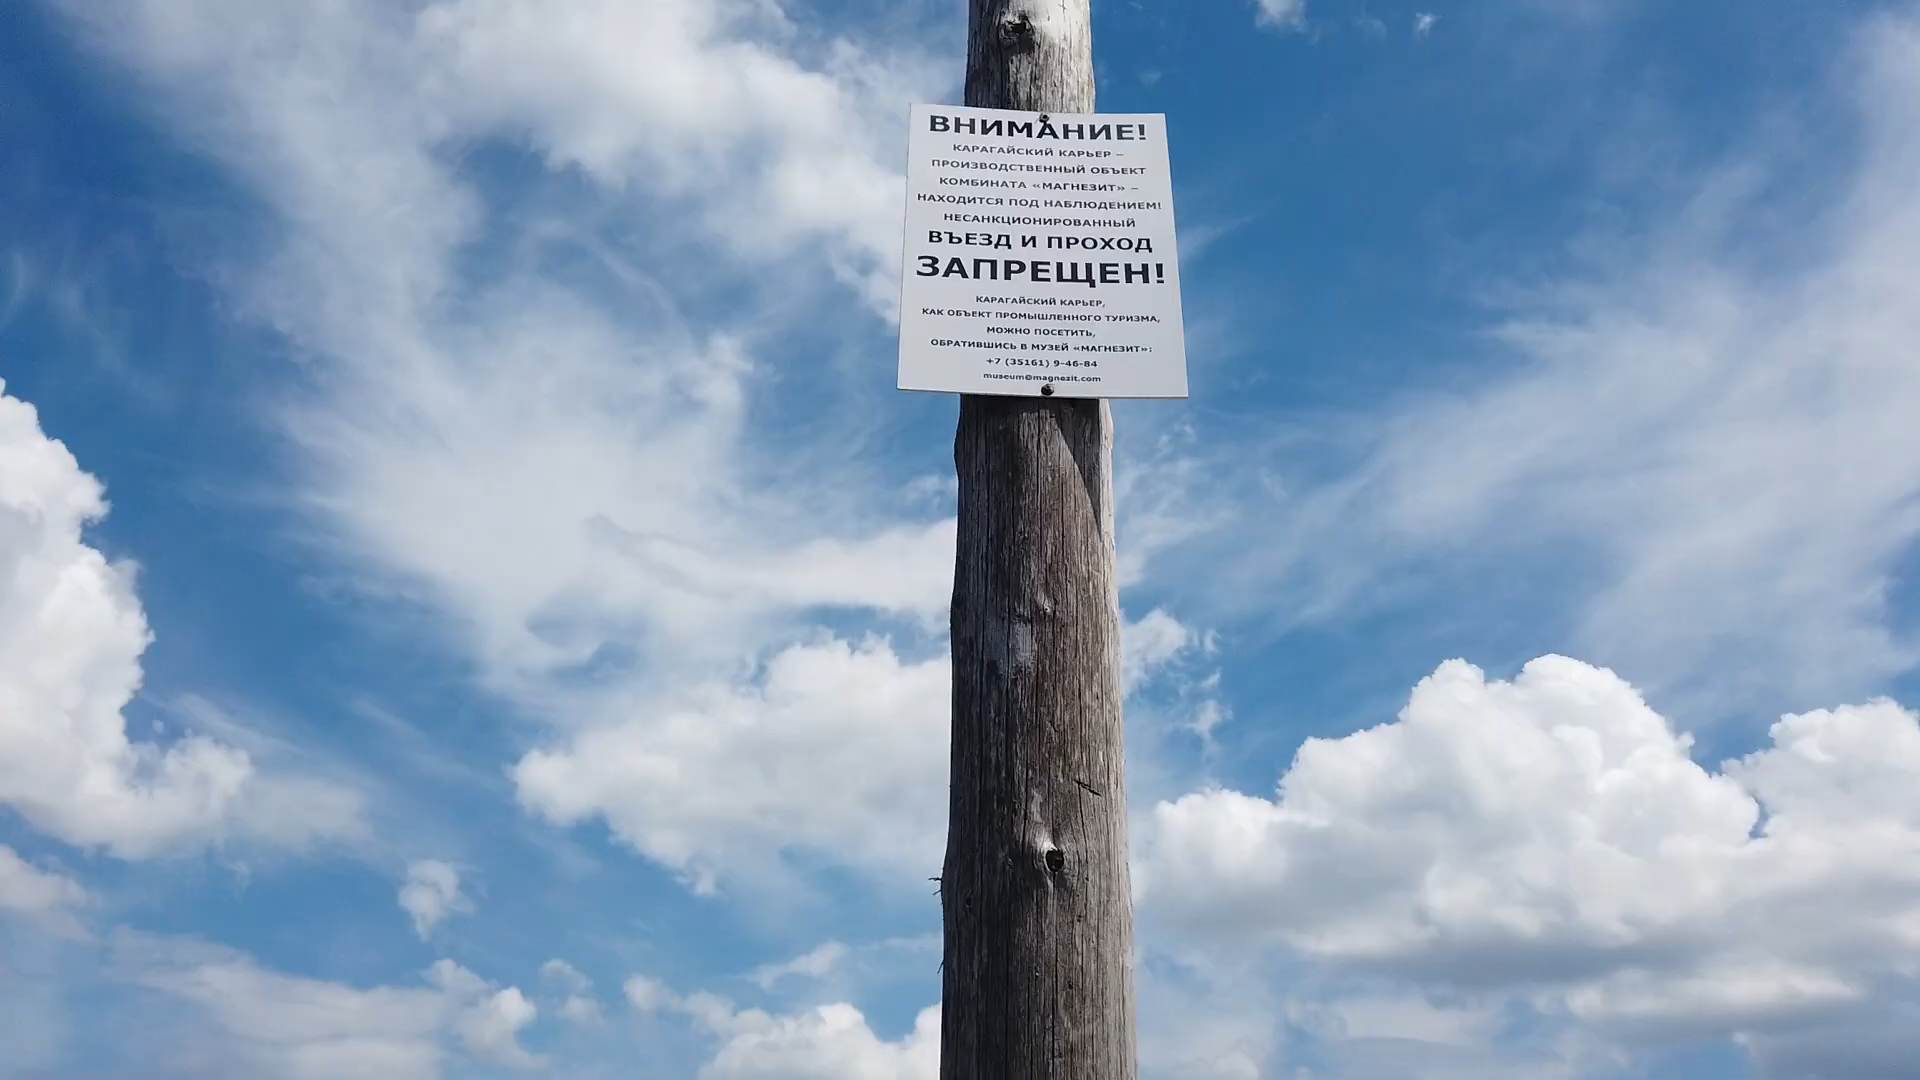 ВНИМАНИЕ!
КАРАГАЙСКИЙ КАРЬЕР –
ПРОИЗВОДСТВЕННЫЙ ОБЪЕКТ
КОМБИНАТА «МАГНЕЗИТ» –
НАХОДИТСЯ ПОД НАБЛЮДЕНИЕМ!
НЕСАНКЦИОНИРОВАННЫЙ
ВЪЕЗД И ПРОХОД
ЗАПРЕЩЕН!
КАРАГАЙСКИЙ КАРЬЕР,
КАК ОБЪЕКТ ПРОМЫШЛЕННОГО ТУРИЗМА,
МОЖНО ПОСЕТИТЬ,
ОБРАТИВШИСЬ В МУЗЕЙ «МАГНЕЗИТ»:
+7 (35161) 9-46-84
museum@magnezit.com